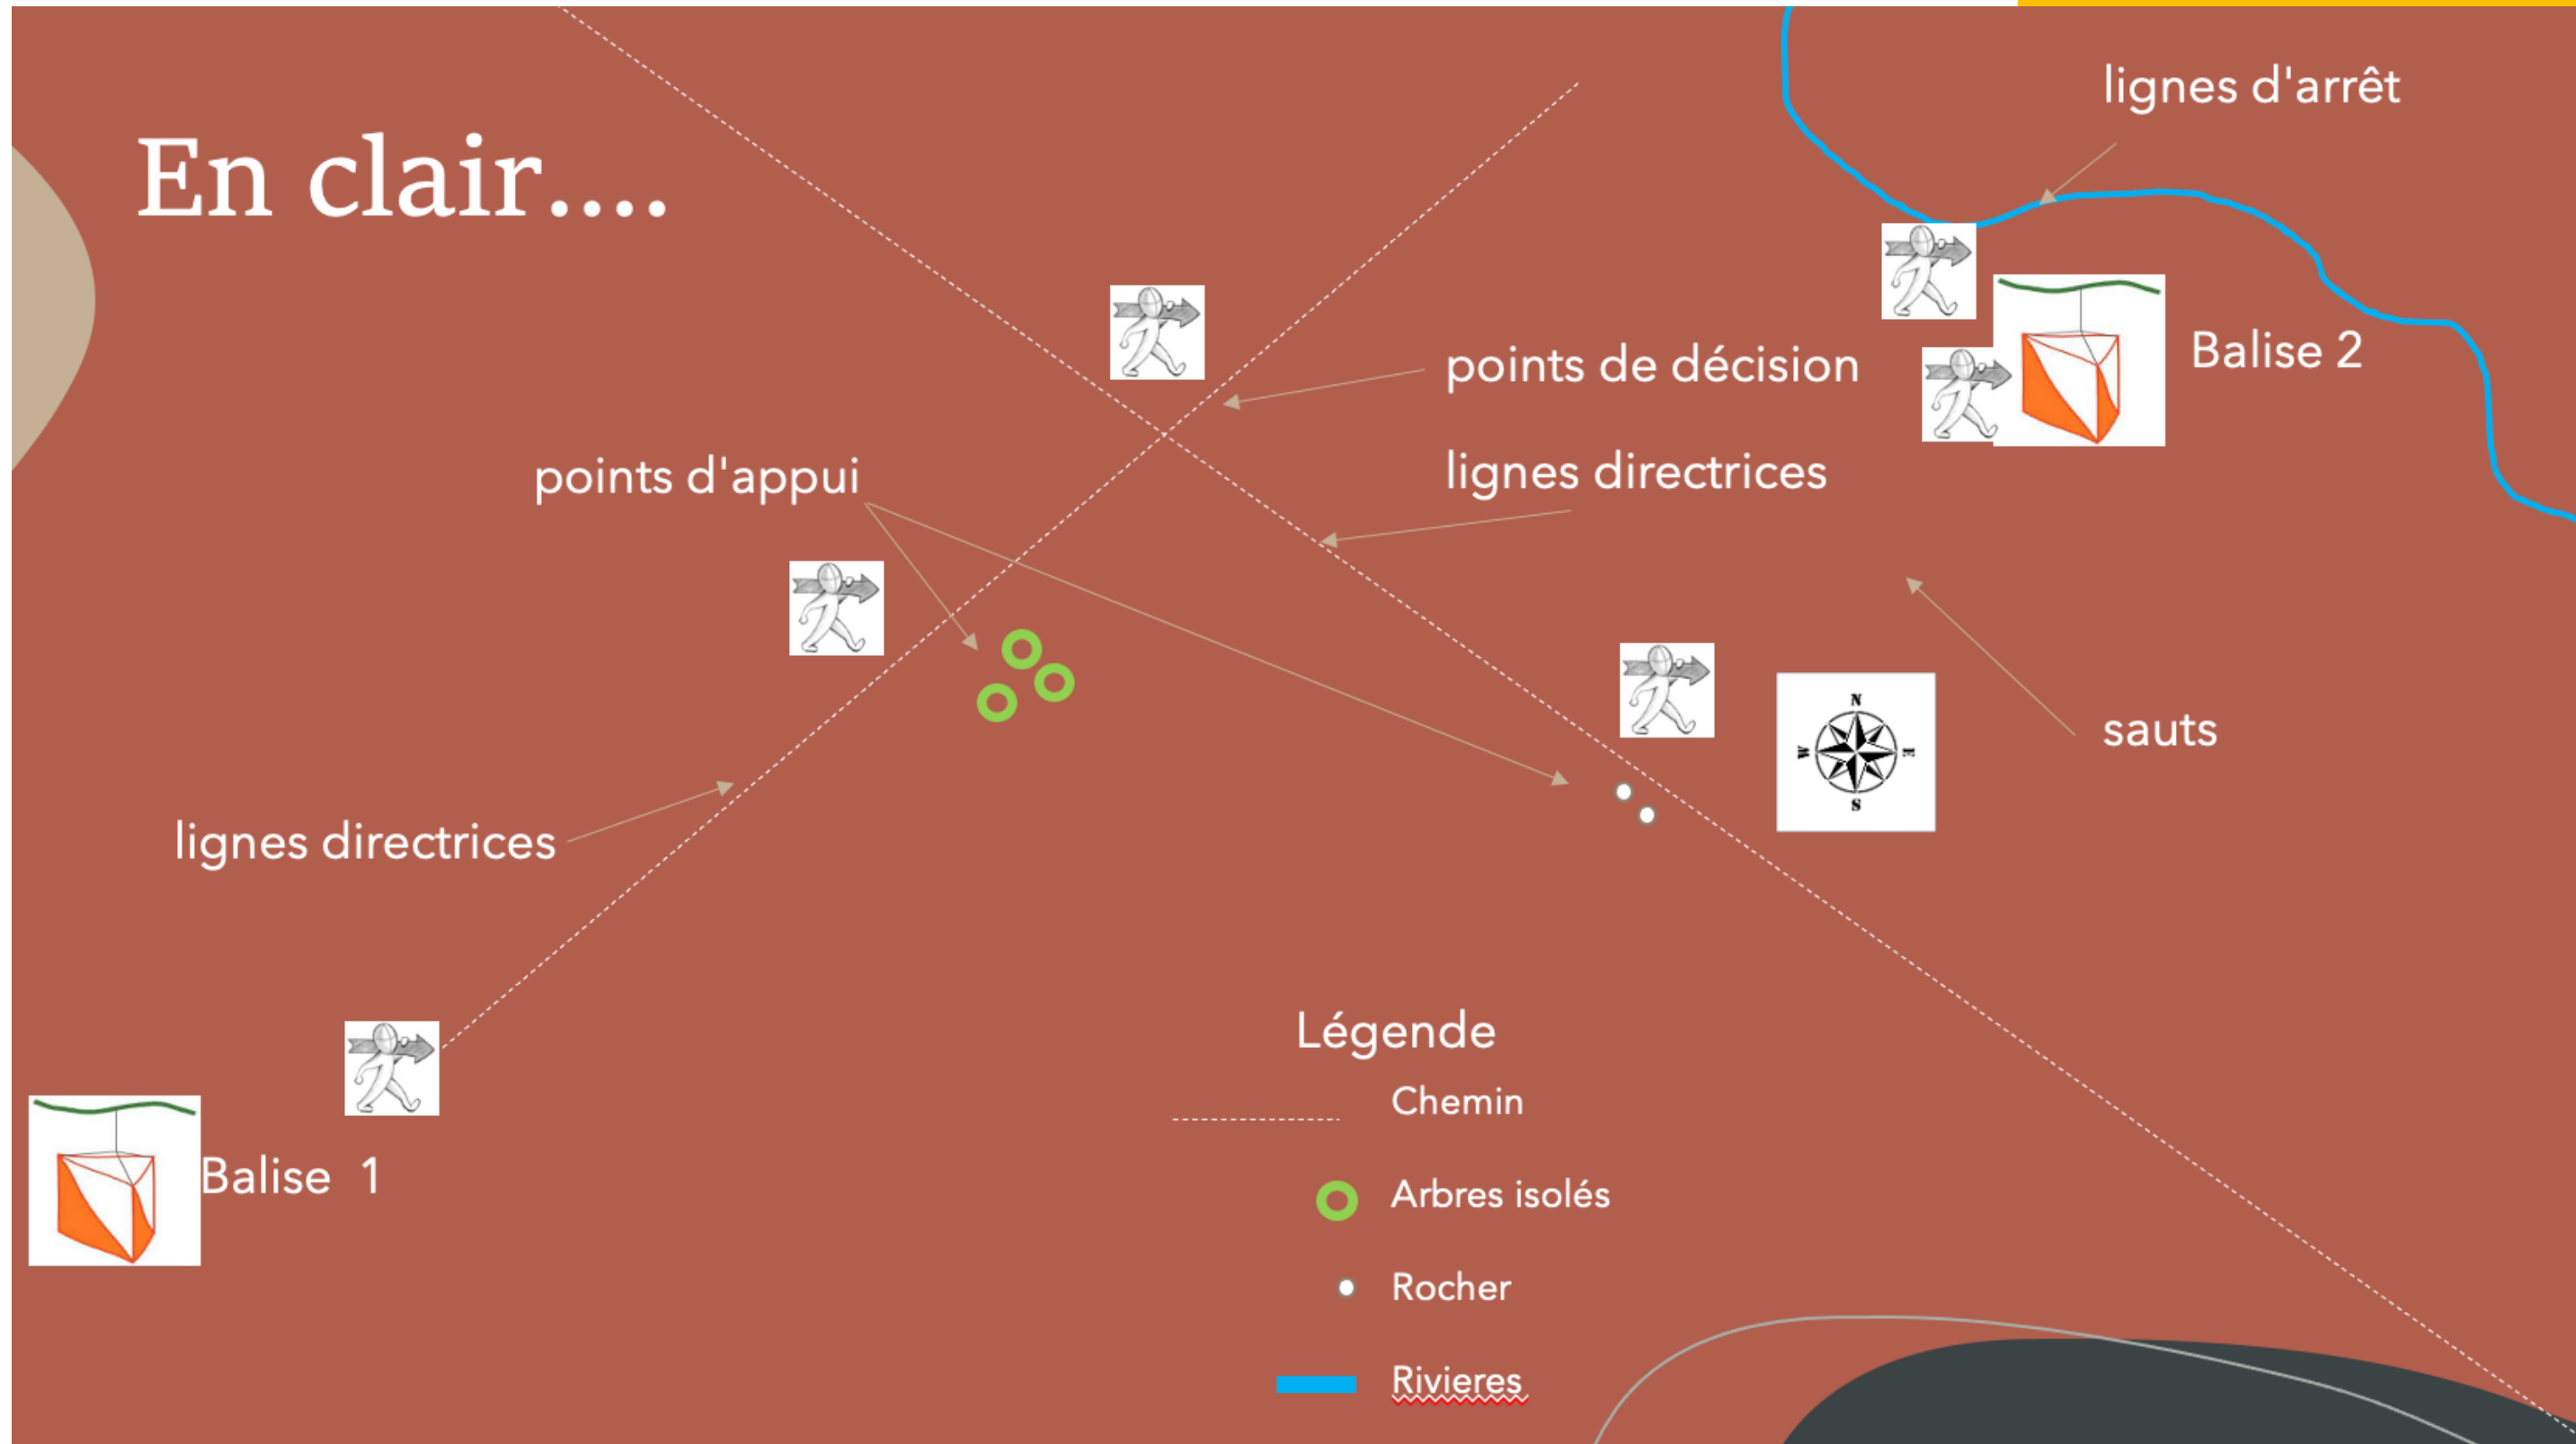 En clair....
lignes d'arrêt
points de décision
Balise 2
points d'appui
lignes directrices
sauts
N
W
E
S
lignes directrices
Balise 1
Légende
Chemin
Arbres isolés
Rocher
Rivieres